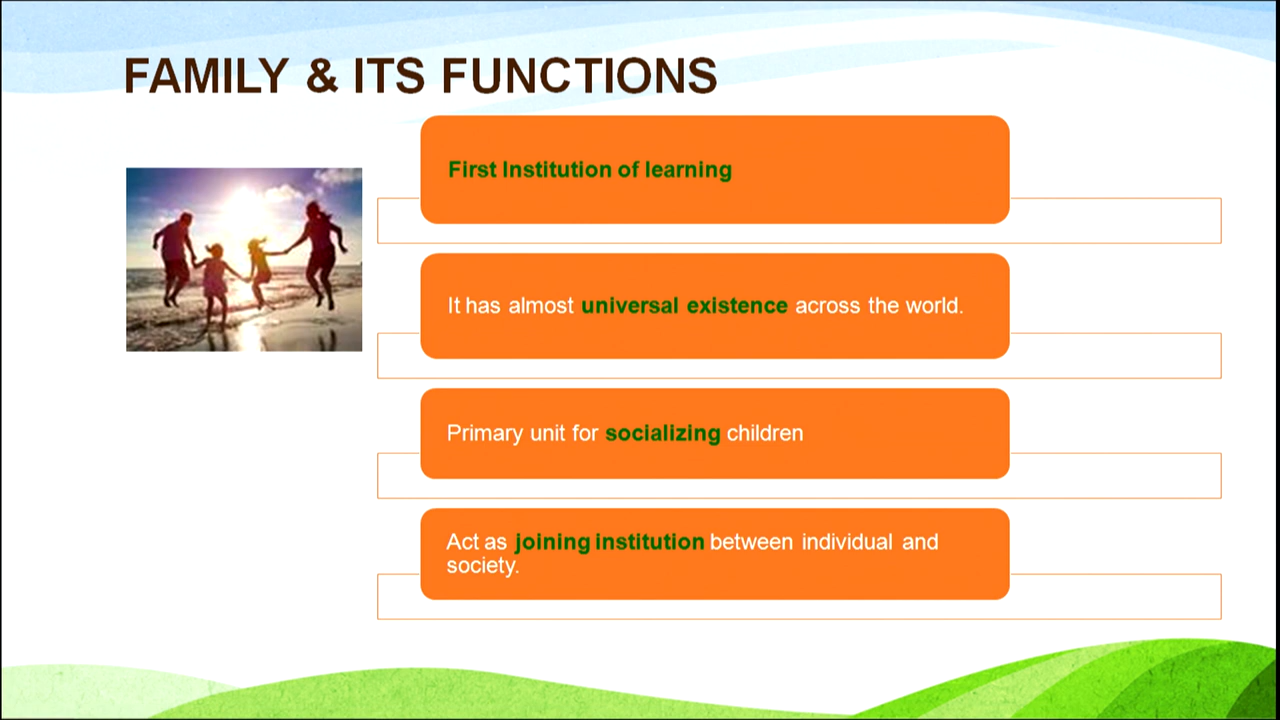 FAMILY & ITS FUNCTIONS
First Institution of learning
It has almost universal existence across the world.
Primary unit for socializing children
Act as joining institution between individual and
society.